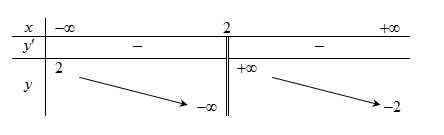 x −∞ 2 +∞
y′ − −
2 +∞
y
−∞ −2